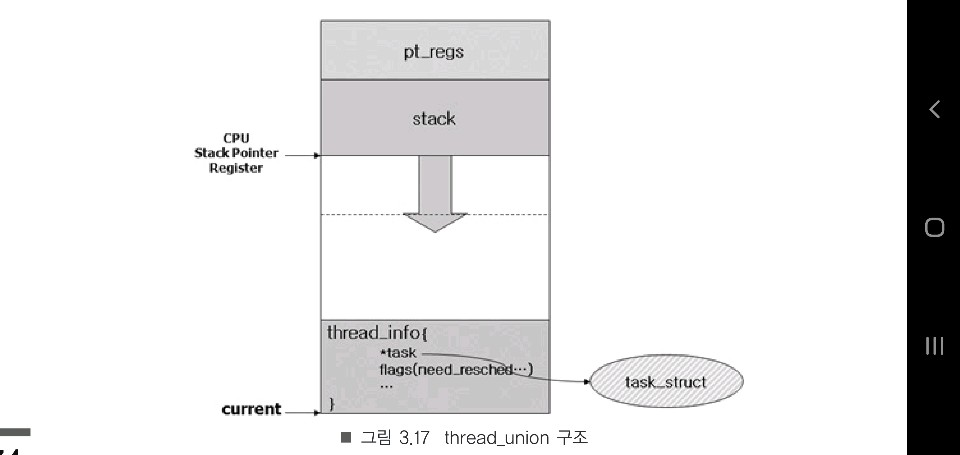 pt_regs
stack
CPU
Stack Pointer
Register
thread_info{
*task
flags(need_resched…)
…
}
task_struct
current
■ 그림 3.17 thread_union 구조